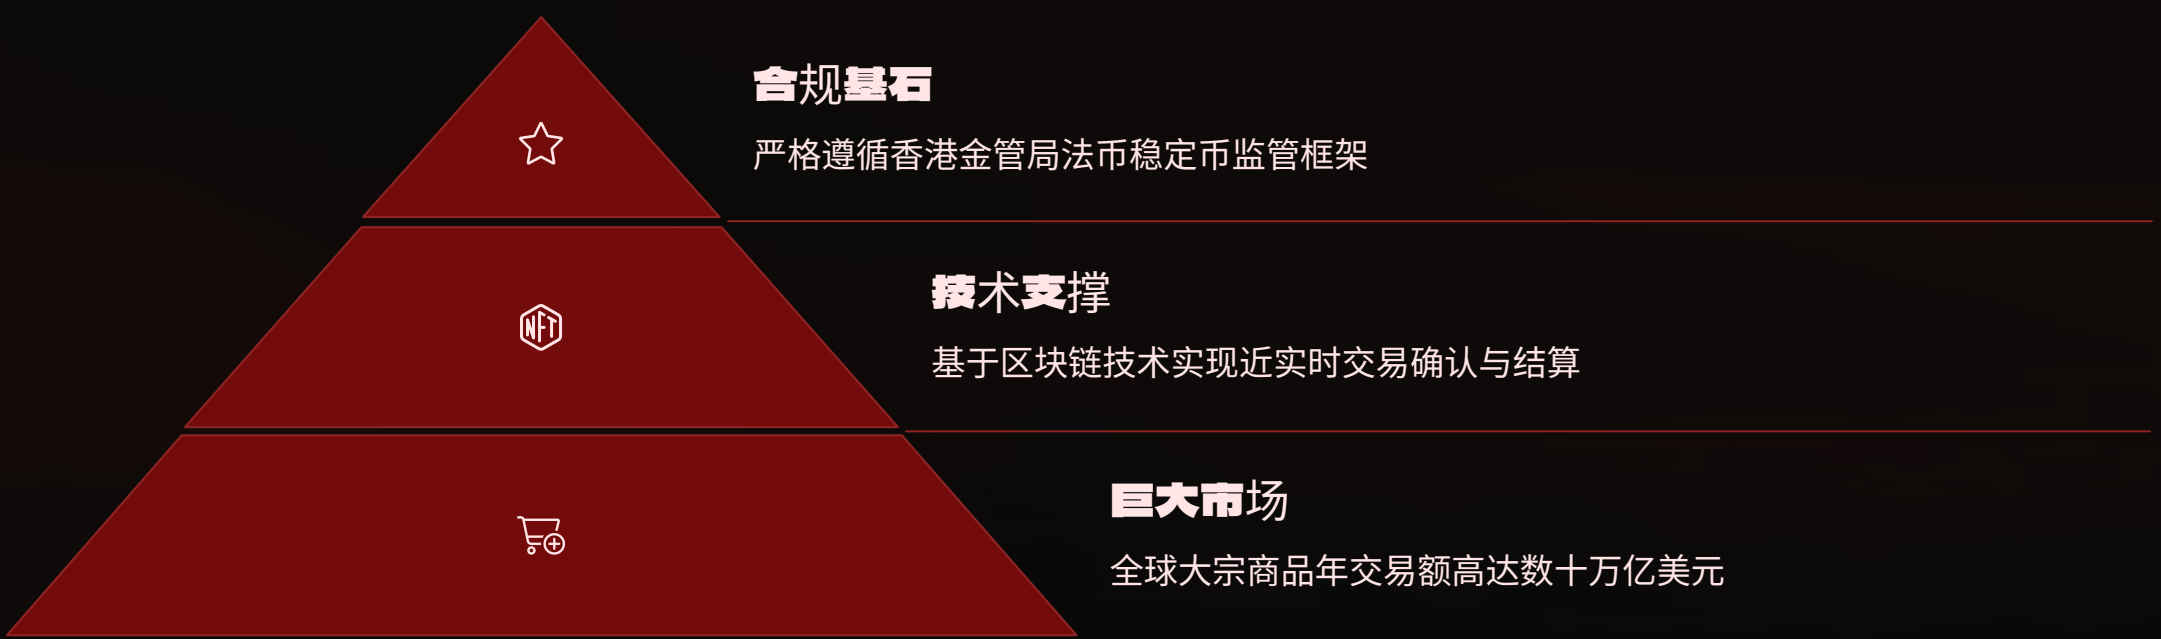 合规基石
严格遵循香港金管局法币稳定币监管框架
NFT
技术支撑
基于区块链技术实现近实时交易确认与结算
巨大市场
全球大宗商品年交易额高达数十万亿美元